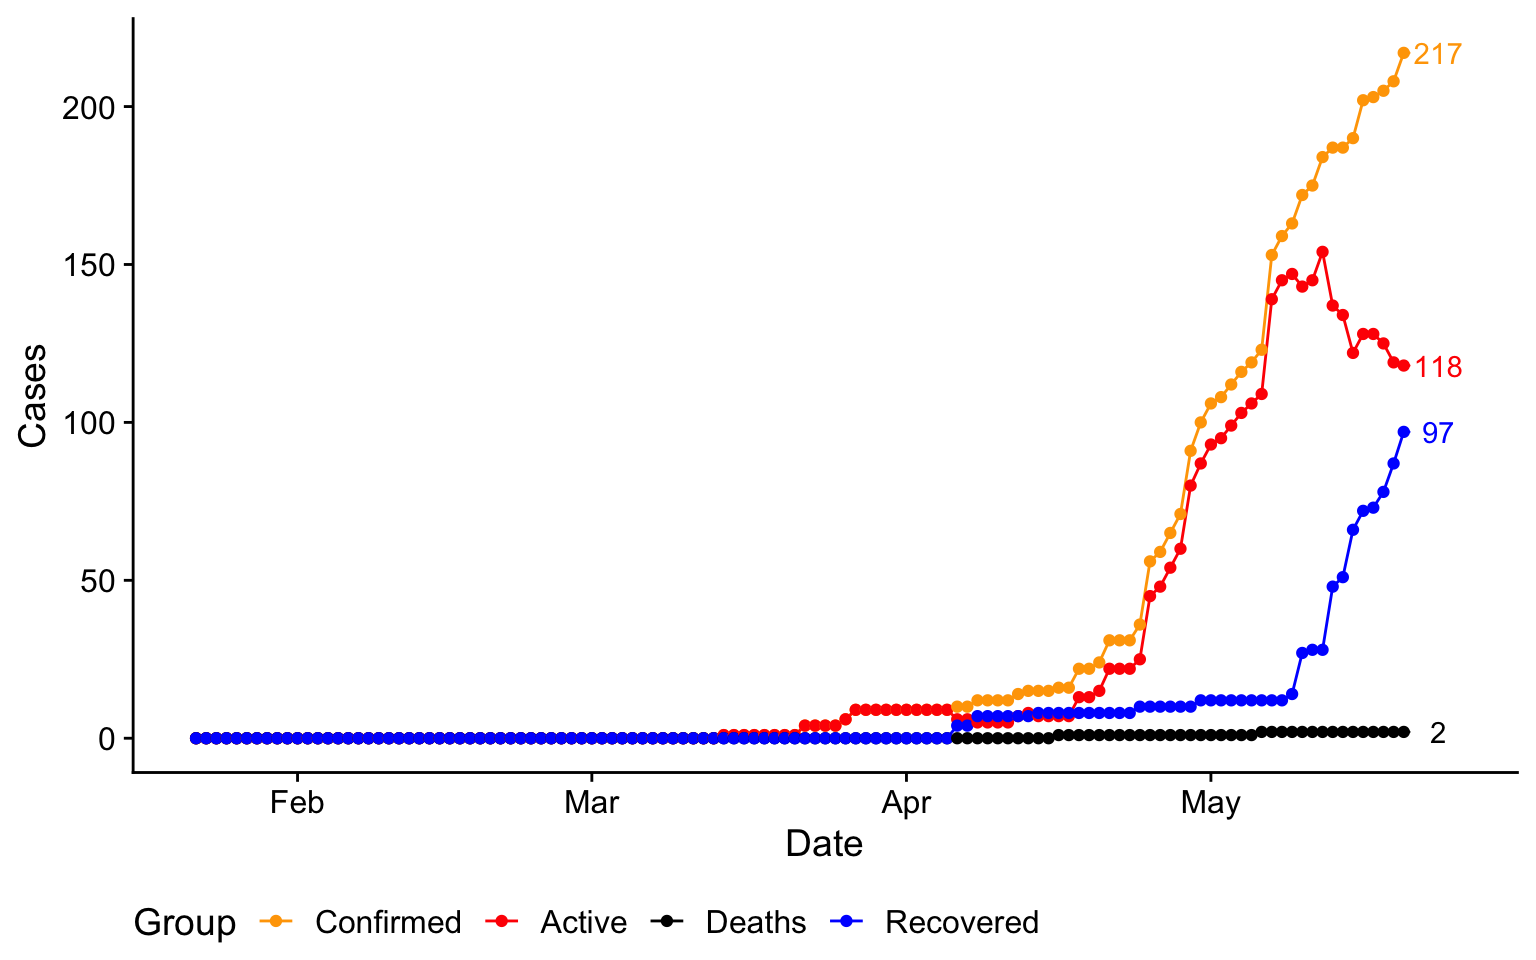 217
200
150
Cases
118
100
97
50
0
2
Feb Mar Apr May
Date
Group Confirmed Active Deaths Recovered